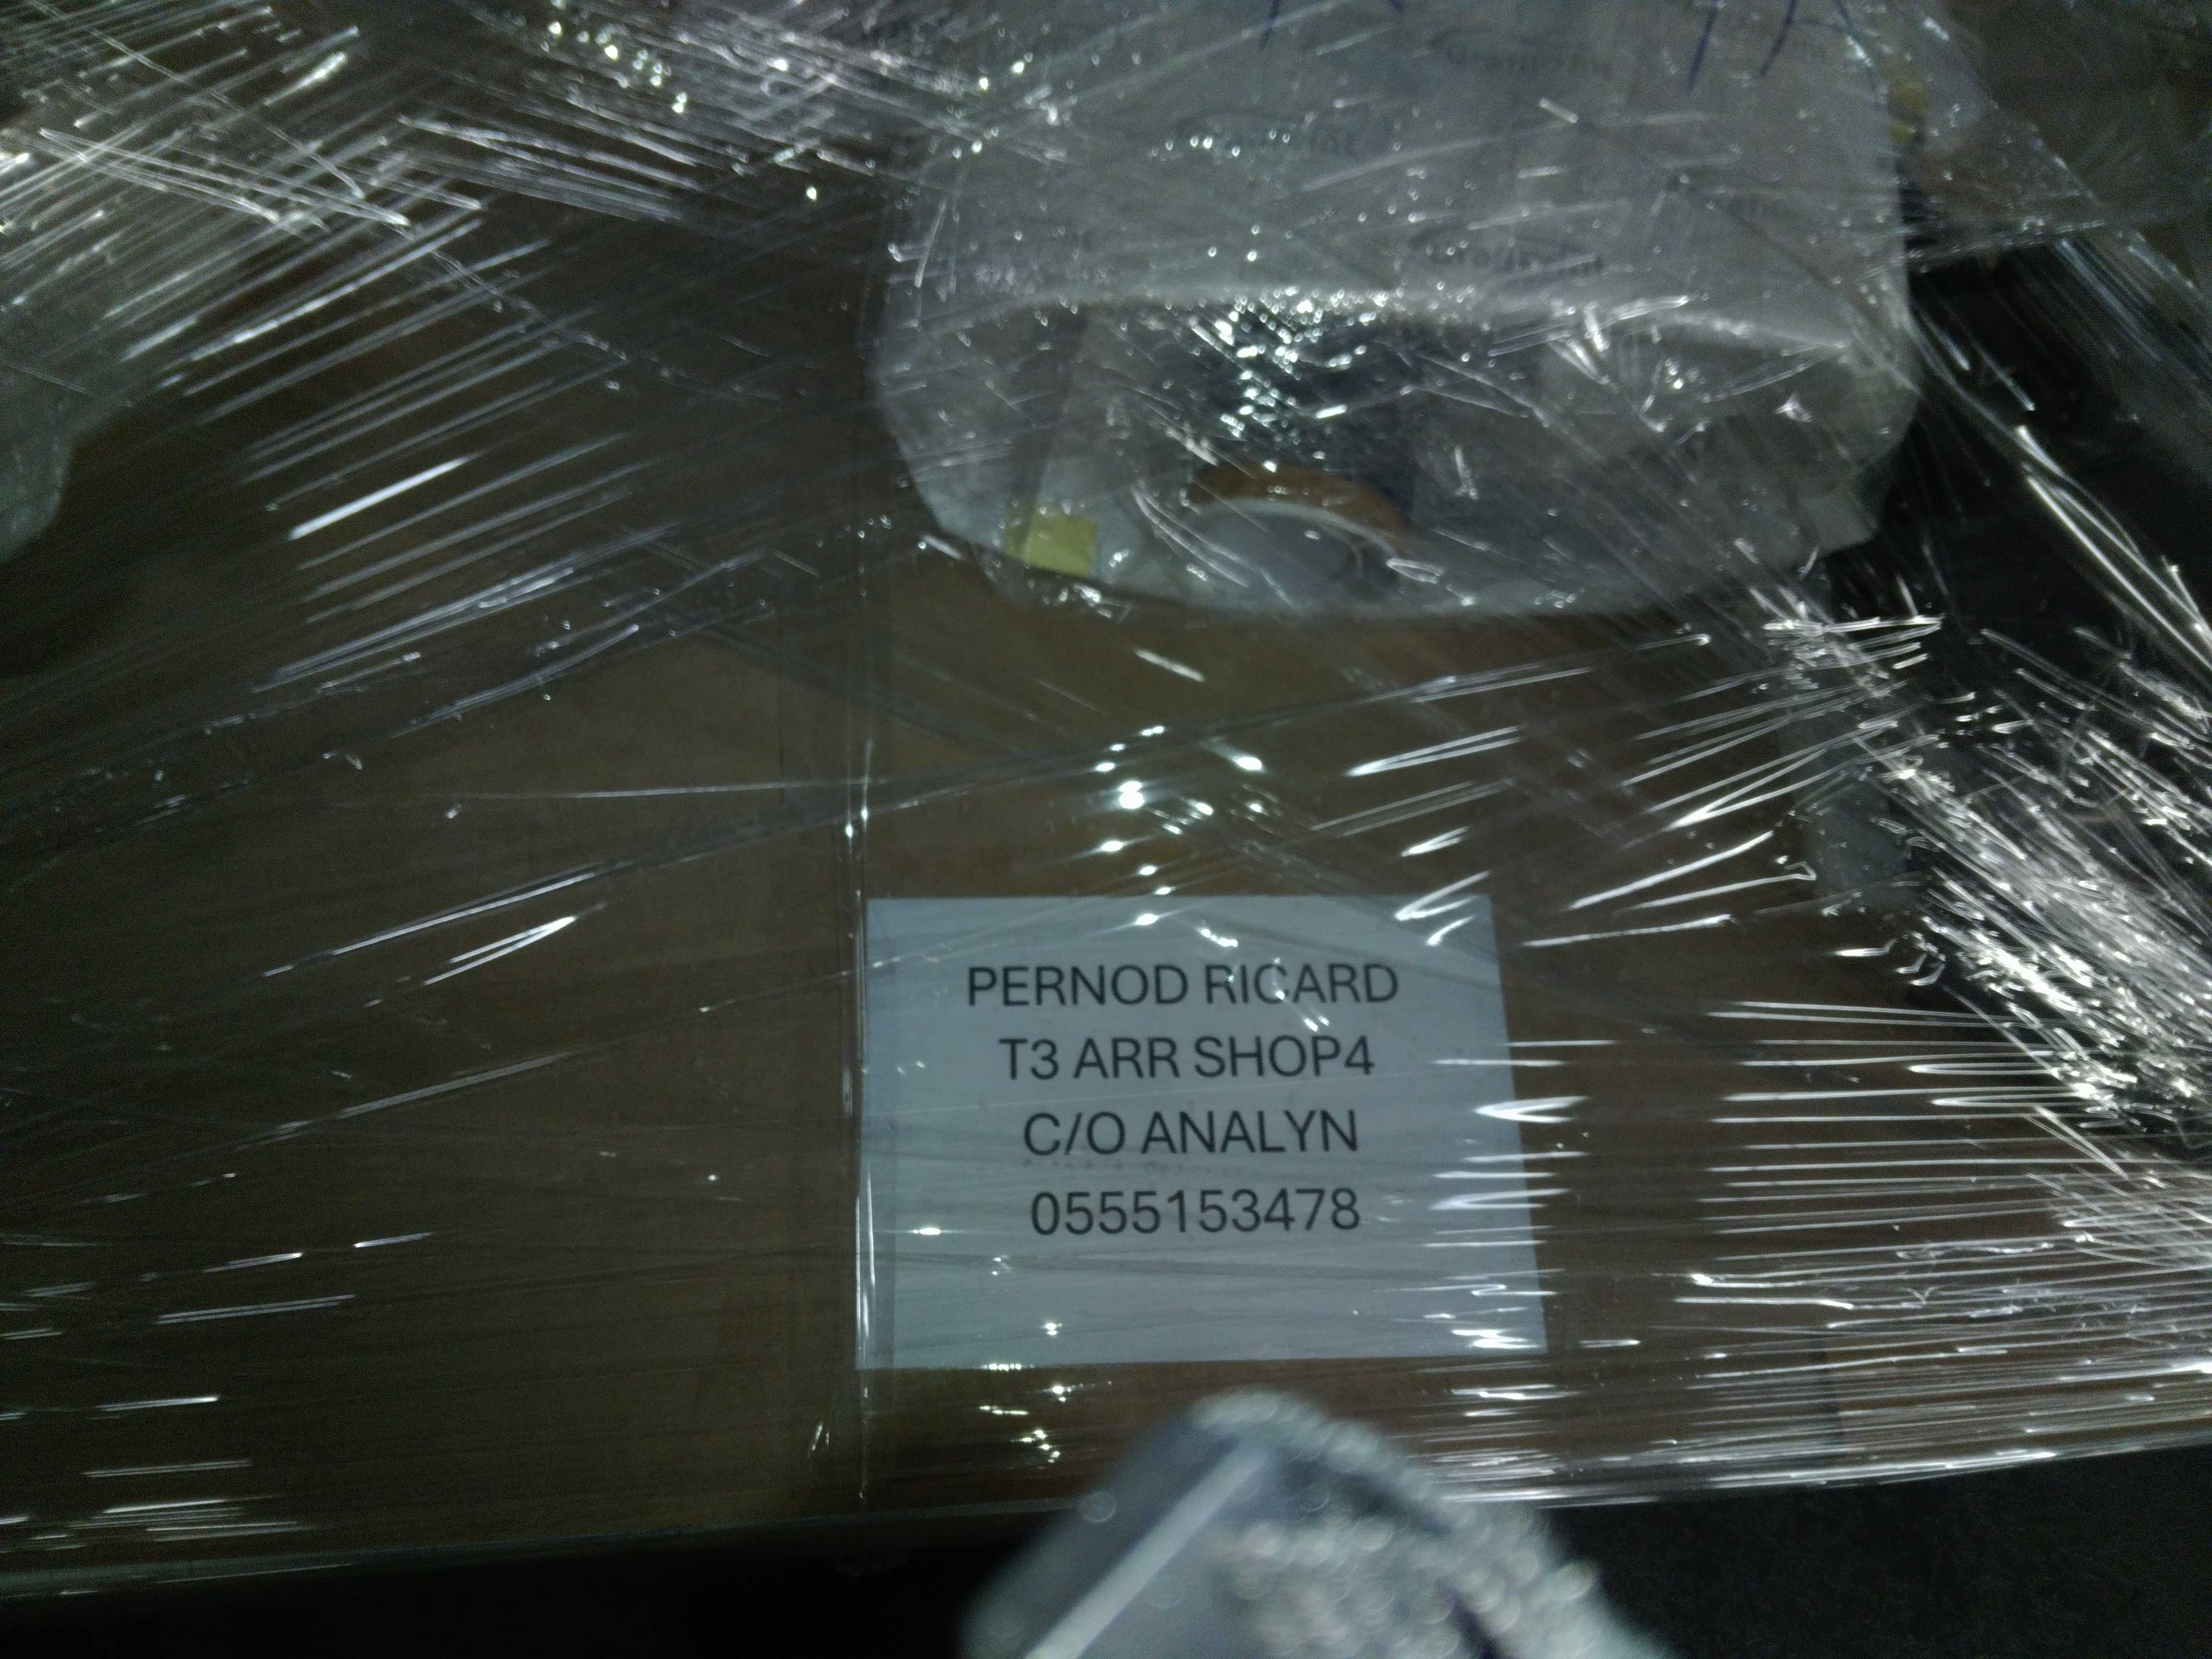 PERNOD RICARD
T3 ARR SHOP4
C/O ANALYN
0555153478